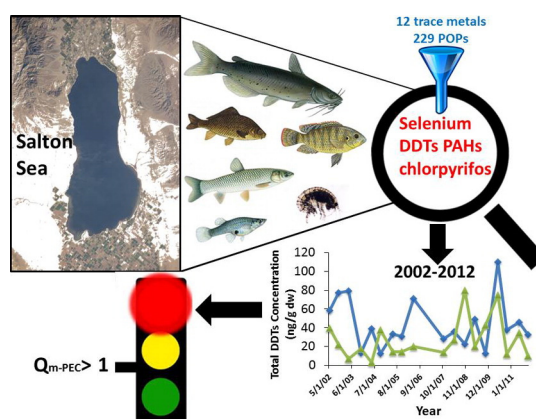 12 trace metals
229 POPs
Salton
Sea
Selenium
DDTs PAHs
chlorpyrifos
2002-2012
Total DDTs Concentration
(ng/g dw)
120
100
80
60
40
20
0
5/1/02
6/1/03
7/1/04
8/1/05
9/1/06
10/1/07
11/1/08
12/1/09
1/1/11
Year
Qm-PEC> 1